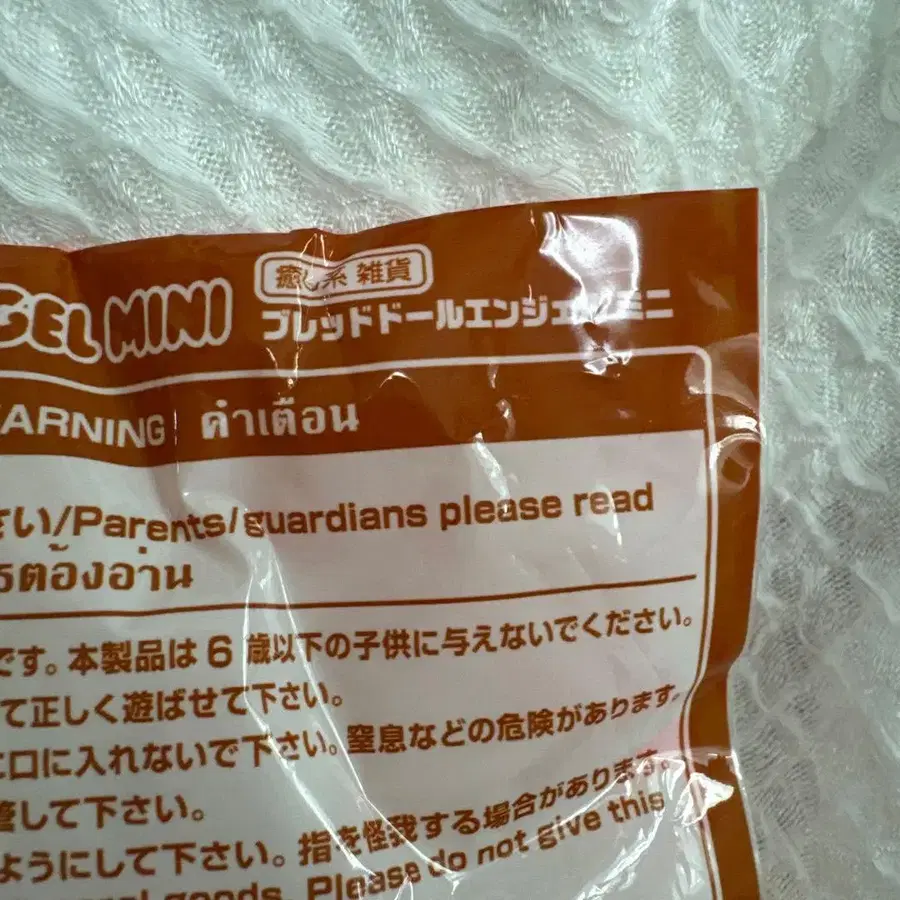 GEL MINI
癒し系 雑貨
ブレッドドールエンジェルミニ
WARNING คำเตือน
さい/Parents/guardians please read
รต้องอ่าน
です。本製品は6歳以下の子供に与えないでください。
て正しく遊ばせて下さい。
に口に入れないで下さい。窒息などの危険があります。
して下さい。
ようにして下さい。指を怪我する場合があります。
goods. Please do not give this